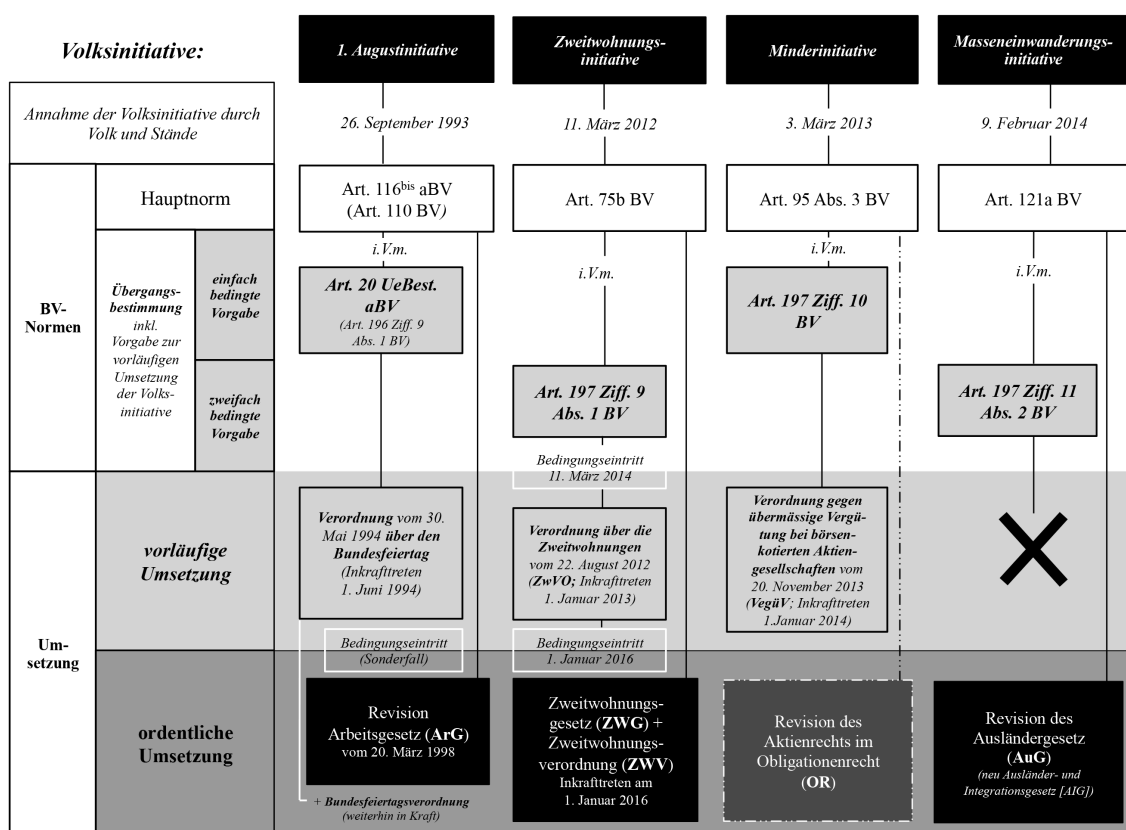 Volksinitiative:
1. Augustinitiative
Zweitwohnungs-
initiative
Minderinitiative
Masseneinwanderungs-
initiative
Annahme der Volksinitiative durch
Volk und Stände
26. September 1993
11. März 2012
3. März 2013
9. Februar 2014
BV-
Normen
Hauptnorm
Art. 116bis aBV
(Art. 110 BV)
Art. 75b BV
Art. 95 Abs. 3 BV
Art. 121a BV
Übergangs-
bestimmung
inkl.
Vorgabe zur
vorläufigen
Umsetzung
der Volks-
initiative
einfach
bedingte
Vorgabe
zweifach
bedingte
Vorgabe
i.V.m.
i.V.m.
i.V.m.
i.V.m.
Art. 20 UeBest.
aBV
(Art. 196 Ziff. 9
Abs. 1 BV)
Art. 197 Ziff. 10
BV
Art. 197 Ziff. 9
Abs. 1 BV
Art. 197 Ziff. 11
Abs. 2 BV
Bedingungseintritt
11. März 2014
Um-
setzung
vorläufige
Umsetzung
Verordnung vom 30.
Mai 1994 über den
Bundesfeiertag
(Inkrafttreten
1. Juni 1994)
Verordnung über die
Zweitwohnungen
vom 22. August 2012
(ZwVO; Inkrafttreten
1. Januar 2013)
Verordnung gegen
übermässige Vergü-
tung bei börsen-
kotierten Aktien-
gesellschaften vom
20. November 2013
(VegüV; Inkrafttreten
1.Januar 2014)
Bedingungseintritt
(Sonderfall)
Bedingungseintritt
1. Januar 2016
ordentliche
Umsetzung
Revision
Arbeitsgesetz (ArG)
vom 20. März 1998
+ Bundesfeiertagsverordnung
(weiterhin in Kraft)
Zweitwohnungs-
gesetz (ZWG) +
Zweitwohnungs-
verordnung (ZWV)
Inkrafttreten am
1. Januar 2016
Revision des
Aktienrechts im
Obligationenrecht
(OR)
Revision des
Ausländergesetz
(AuG)
(neu Ausländer- und
Integrationsgesetz [AIG])